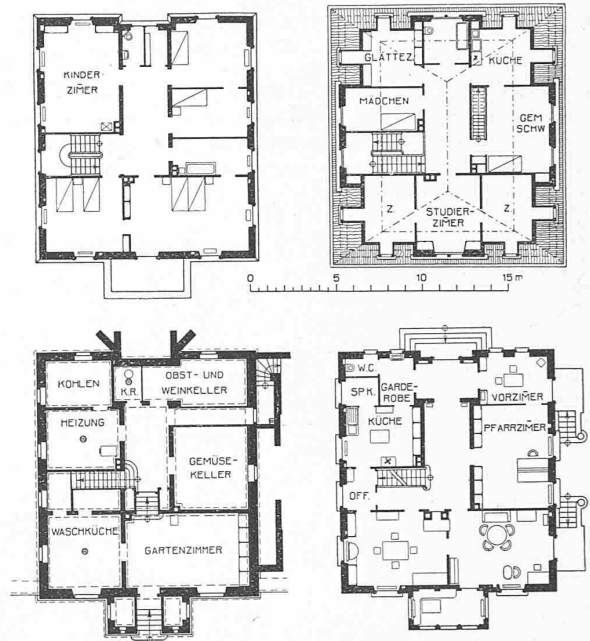 KINDER-
ZIMER
GLÄTTEZ.
KÜCHE
MÄDCHEN
GEM
SCHW.
Z.
STUDIER-
ZIMER
Z.
0 5 10 15 m
KOHLEN
K.R.
OBST- UND
WEINKELLER
HEIZUNG
GEMÜSE-
KELLER
WASCHKÜCHE
GARTENZIMMER
W.C.
SP.K.
GARDE-
ROBE
VORZIMER
KÜCHE
PFARRZIMER
OFF.